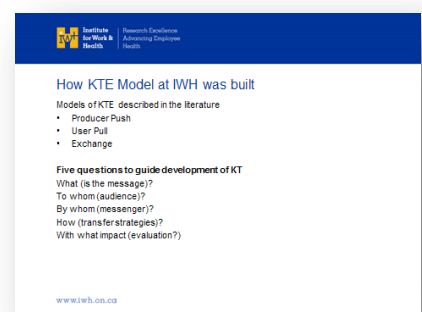 Institute
for Work &
Health
Research Excellence
Advancing Employee
Health
How KTE Model at IWH was built
Models of KTE described in the literature
• Producer Push
• User Pull
• Exchange
Five questions to guide development of KT
What (is the message)?
To whom (audience)?
By whom (messenger)?
How (transfer strategies)?
With what impact (evaluation?)
www.iwh.on.ca